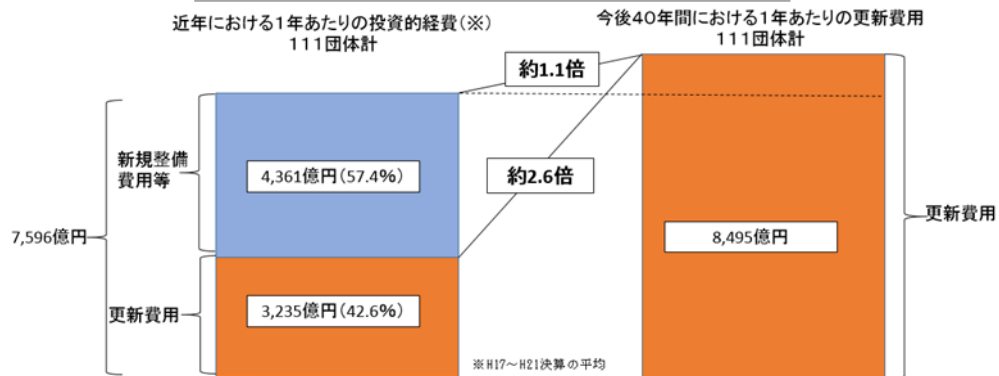 近年における1年あたりの投資的経費(※)
111団体計
今後40年間における1年あたりの更新費用
111団体計
約1.1倍
新規整備
費用等
4,361億円(57.4%)
約2.6倍
7,596億円
8,495億円
更新費用
更新費用
3,235億円(42.6%)
※H17～H21決算の平均